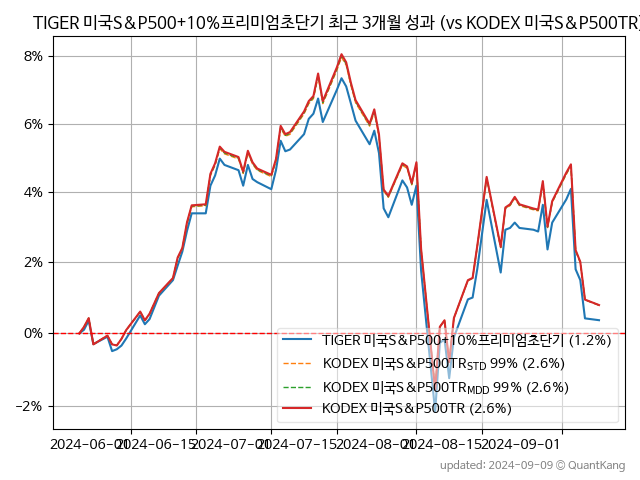 TIGER 미국S&P500+10%프리미엄초단기 최근 3개월 성과 (vs KODEX 미국S&P500TR)
8%
6%
4%
2%
0%
−2%
TIGER 미국S&P500+10%프리미엄초단기 (1.2%)
KODEX 미국S&P500TR_STD 99% (2.6%)
KODEX 미국S&P500TR_MDD 99% (2.6%)
KODEX 미국S&P500TR (2.6%)
2024-06-01 2024-06-15 2024-07-01 2024-07-15 2024-08-01 2024-08-15 2024-09-01
updated: 2024-09-09 © QuantKang